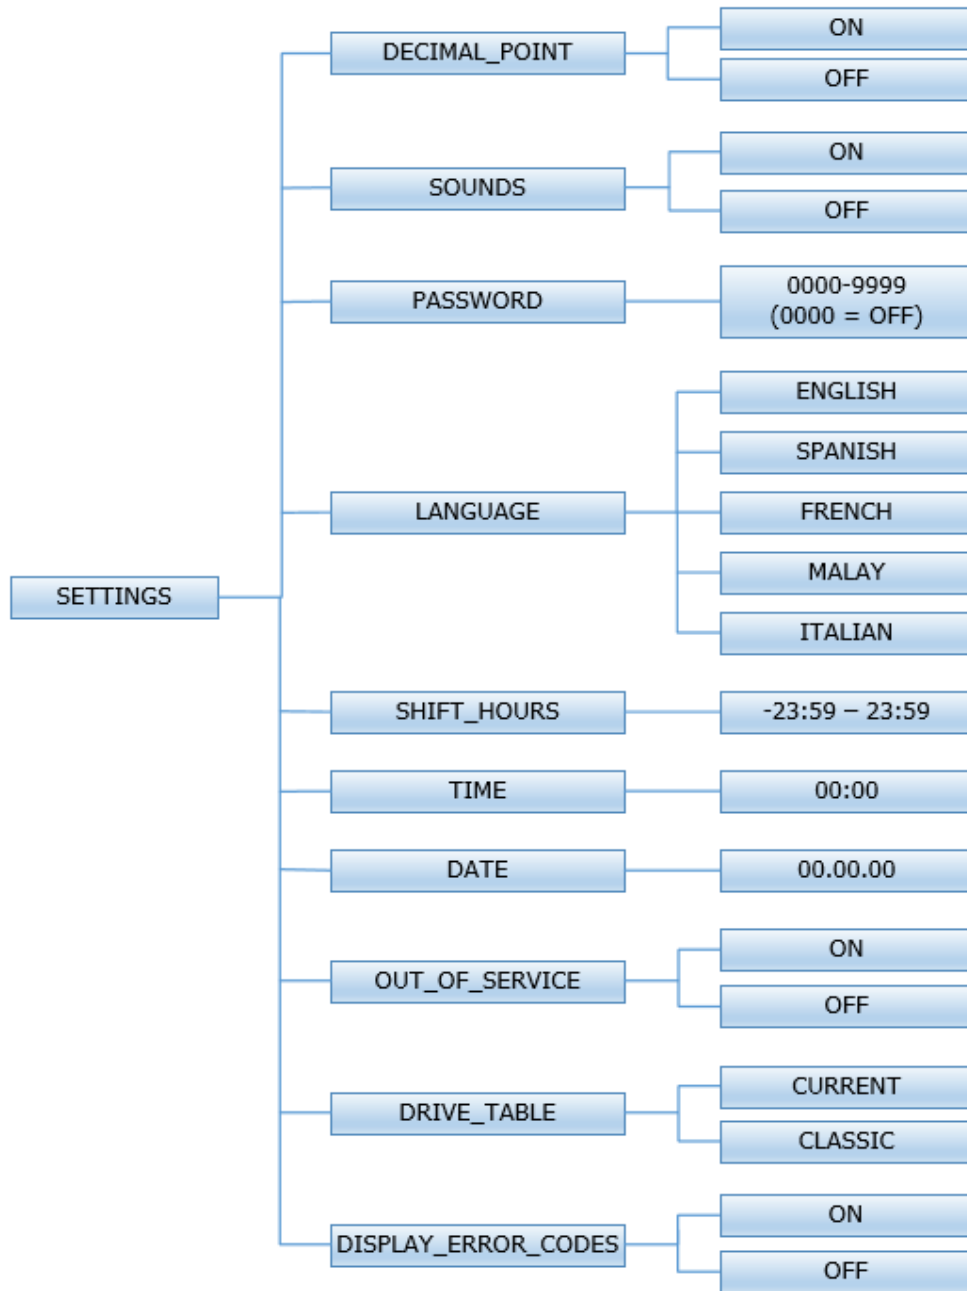 SETTINGS
DECIMAL_POINT
ON
OFF
SOUNDS
ON
OFF
PASSWORD
0000-9999
(0000 = OFF)
LANGUAGE
ENGLISH
SPANISH
FRENCH
MALAY
ITALIAN
SHIFT_HOURS
-23:59 – 23:59
TIME
00:00
DATE
00.00.00
OUT_OF_SERVICE
ON
OFF
DRIVE_TABLE
CURRENT
CLASSIC
DISPLAY_ERROR_CODES
ON
OFF